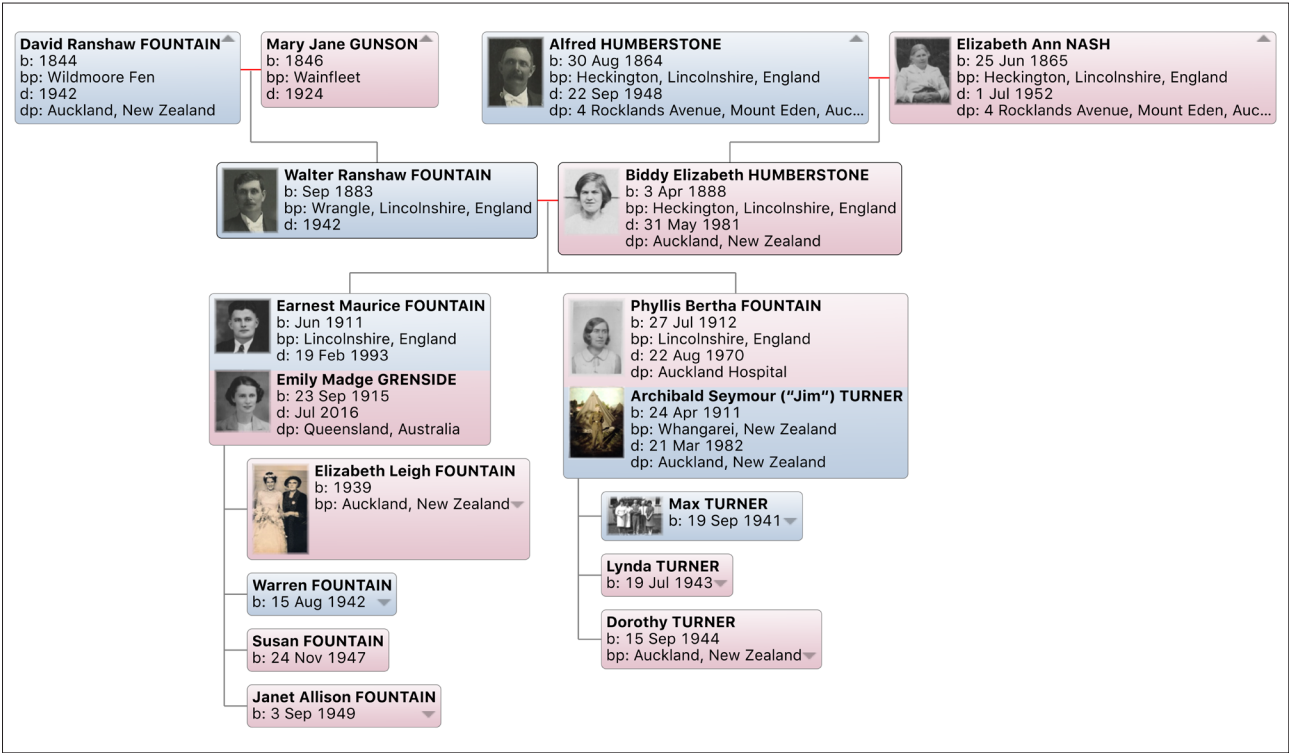 David Ranshaw FOUNTAIN
b: 1844
bp: Wildmoore Fen
d: 1942
dp: Auckland, New Zealand
Mary Jane GUNSON
b: 1846
bp: Wainfleet
d: 1924
Alfred HUMBERSTONE
b: 30 Aug 1864
bp: Heckington, Lincolnshire, England
d: 22 Sep 1948
dp: 4 Rocklands Avenue, Mount Eden, Auc...
Elizabeth Ann NASH
b: 25 Jun 1865
bp: Heckington, Lincolnshire, England
d: 1 Jul 1952
dp: 4 Rocklands Avenue, Mount Eden, Auc...
Walter Ranshaw FOUNTAIN
b: Sep 1883
bp: Wrangle, Lincolnshire, England
d: 1942
Biddy Elizabeth HUMBERSTONE
b: 3 Apr 1888
bp: Heckington, Lincolnshire, England
d: 31 May 1981
dp: Auckland, New Zealand
Earnest Maurice FOUNTAIN
b: Jun 1911
bp: Lincolnshire, England
d: 19 Feb 1993
Emily Madge GRENSIDE
b: 23 Sep 1915
d: Jul 2016
dp: Queensland, Australia
Elizabeth Leigh FOUNTAIN
b: 1939
bp: Auckland, New Zealand
Warren FOUNTAIN
b: 15 Aug 1942
Susan FOUNTAIN
b: 24 Nov 1947
Janet Allison FOUNTAIN
b: 3 Sep 1949
Phyllis Bertha FOUNTAIN
b: 27 Jul 1912
bp: Lincolnshire, England
d: 22 Aug 1970
dp: Auckland Hospital
Archibald Seymour (“Jim”) TURNER
b: 24 Apr 1911
bp: Whangarei, New Zealand
d: 21 Mar 1982
dp: Auckland, New Zealand
Max TURNER
b: 19 Sep 1941
Lynda TURNER
b: 19 Jul 1943
Dorothy TURNER
b: 15 Sep 1944
bp: Auckland, New Zealand